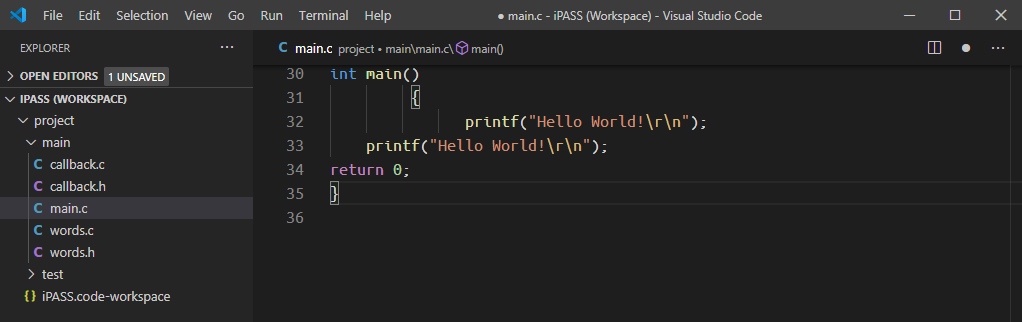 File Edit Selection View Go Run Terminal Help ● main.c - iPASS (Workspace) - Visual Studio Code
EXPLORER ···
C main.c project • main\main.c\ main()
OPEN EDITORS 1 UNSAVED
IPASS (WORKSPACE)
project
main
C callback.c
C callback.h
C main.c
C words.c
C words.h
test
{} iPASS.code-workspace
30 int main()
31 {
32 printf("Hello World!\r\n");
33 printf("Hello World!\r\n");
34 return 0;
35 }
36